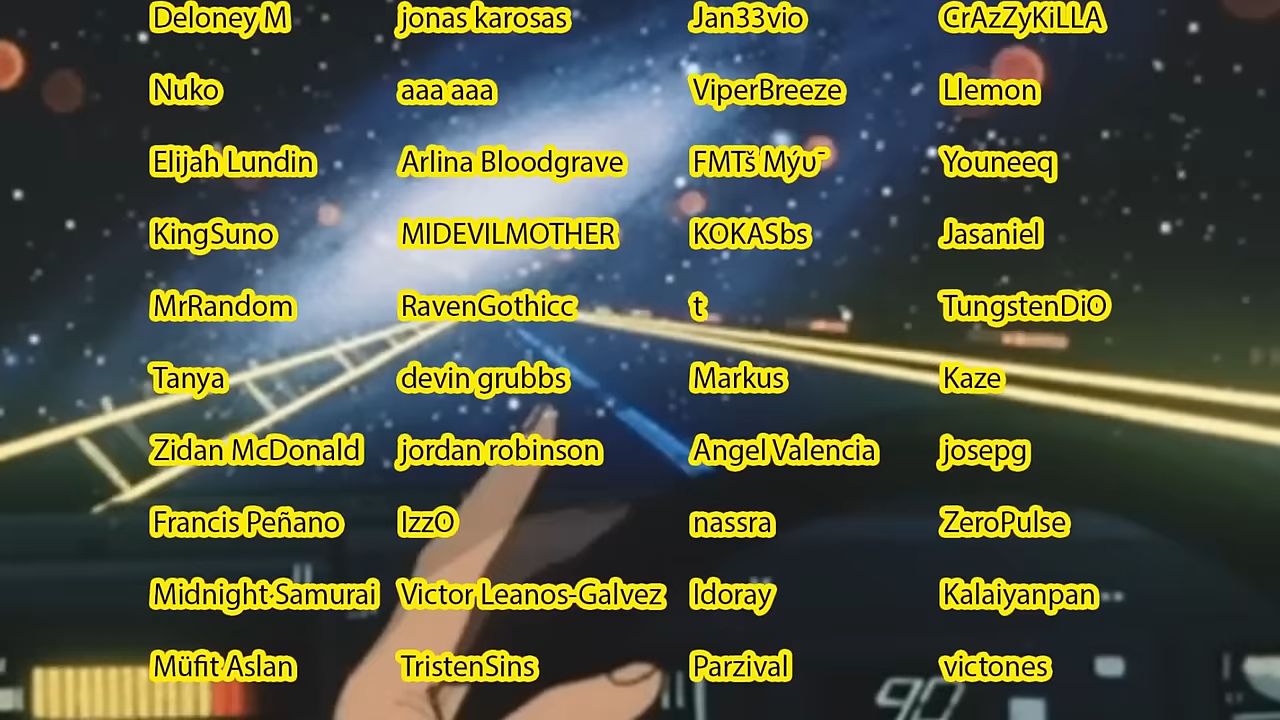 Deloney M jonas karosas Jan33vio CrAzZyKiLLA
Nuko aaa aaa ViperBreeze Llemon
Elijah Lundin Arlina Bloodgrave FMTš Mýυ¯ Youneeq
KingSuno MIDEVILMOTHER KOKASbs Jasaniel
MrRandom RavenGothicc t TungstenDiO
Tanya devin grubbs Markus Kaze
Zidan McDonald jordan robinson Angel Valencia josepg
Francis Peñano IzzO nassra ZeroPulse
Midnight Samurai Victor Leanos-Galvez Idoray Kalaiyanpan
Müfit Aslan TristenSins Parzival victones
90